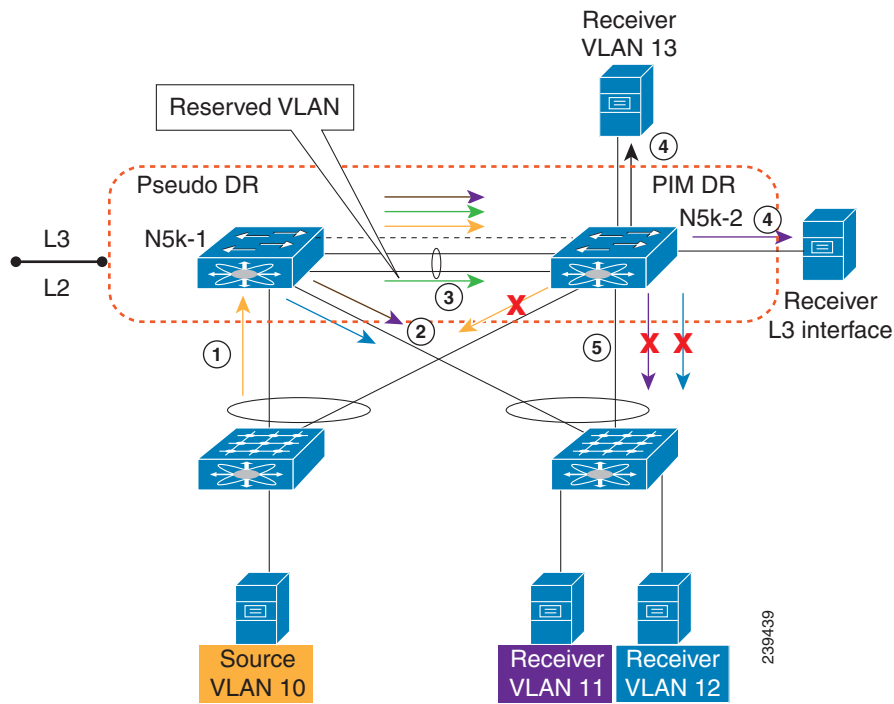 Receiver
VLAN 13
Reserved VLAN
4
Pseudo DR
PIM DR
N5k-1
N5k-2
4
L3
L2
3
Receiver
L3 interface
X
2
1
5
X
X
Source
VLAN 10
Receiver
VLAN 11
Receiver
VLAN 12
239439